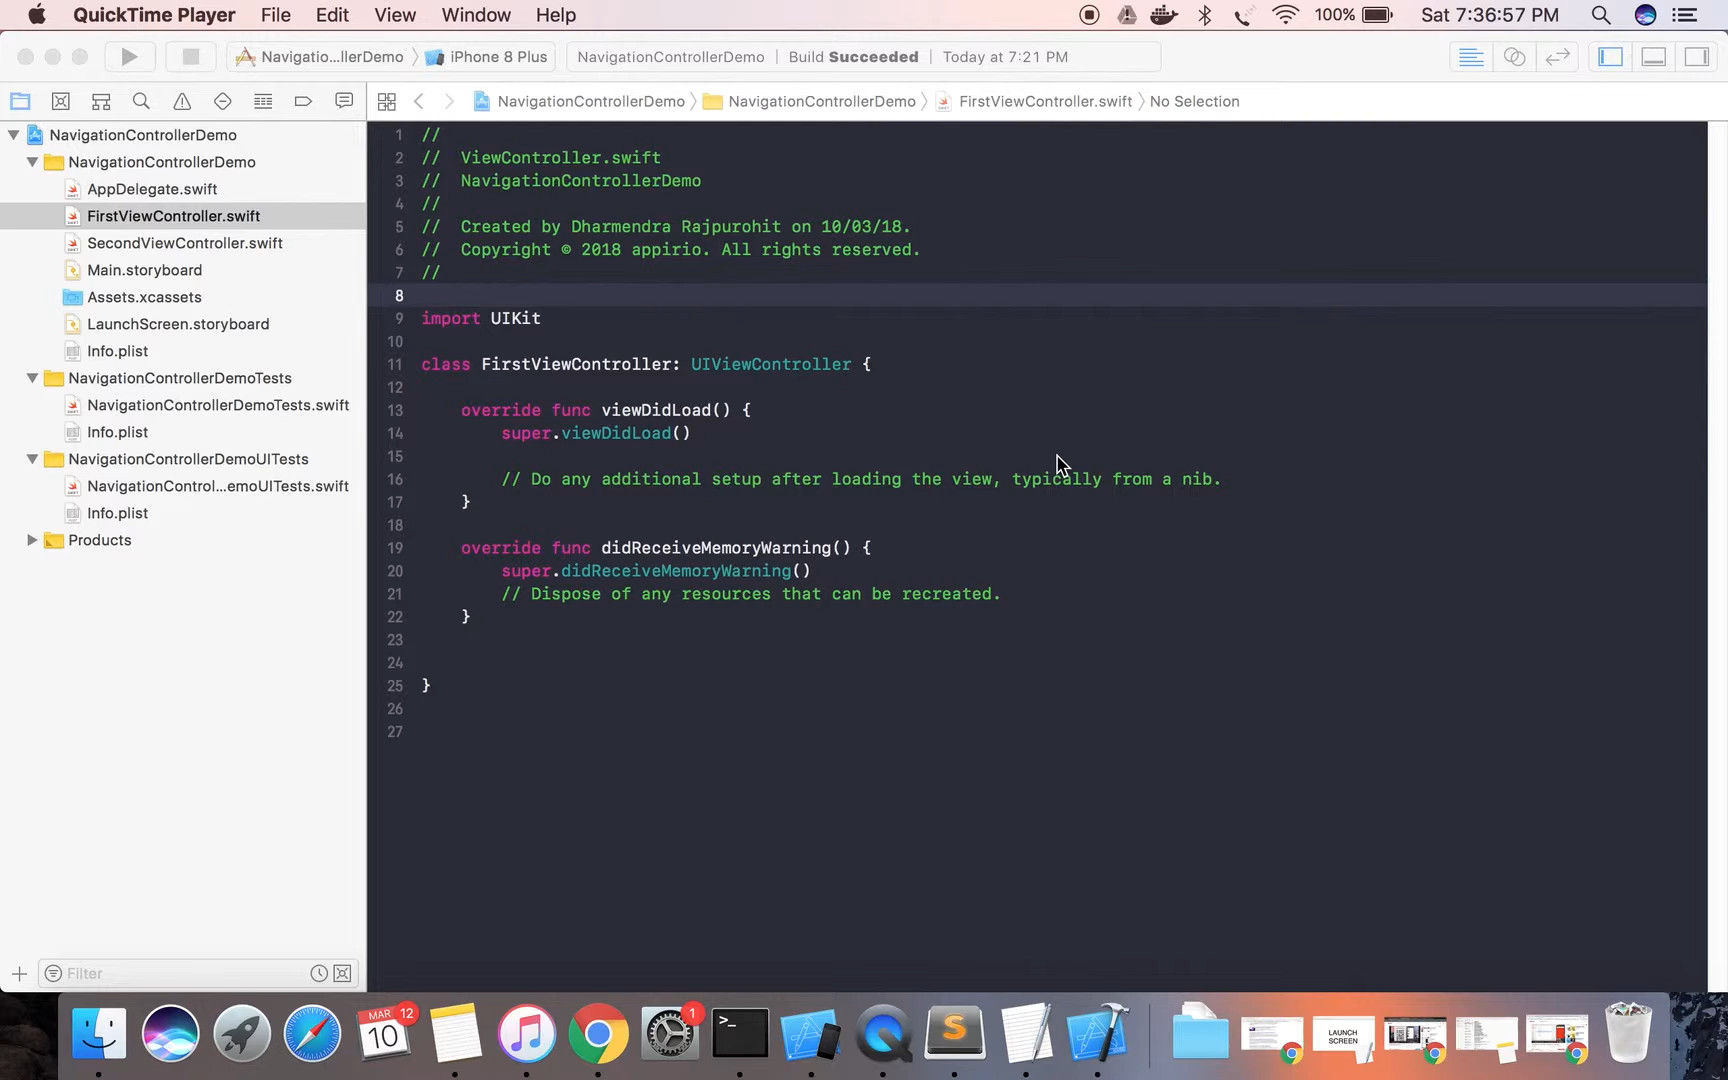 QuickTime Player File Edit View Window Help 100% Sat 7:36:57 PM
Navigatio...llerDemo iPhone 8 Plus NavigationControllerDemo | Build Succeeded | Today at 7:21 PM
NavigationControllerDemo NavigationControllerDemo FirstViewController.swift No Selection
NavigationControllerDemo
NavigationControllerDemo
AppDelegate.swift
FirstViewController.swift
SecondViewController.swift
Main.storyboard
Assets.xcassets
LaunchScreen.storyboard
Info.plist
NavigationControllerDemoTests
NavigationControllerDemoTests.swift
Info.plist
NavigationControllerDemoUITests
NavigationControl...emoUITests.swift
Info.plist
Products
Filter
1 //
2 // ViewController.swift
3 // NavigationControllerDemo
4 //
5 // Created by Dharmendra Rajpurohit on 10/03/18.
6 // Copyright © 2018 appirio. All rights reserved.
7 //
8
9 import UIKit
10
11 class FirstViewController: UIViewController {
12
13 override func viewDidLoad() {
14 super.viewDidLoad()
15
16 // Do any additional setup after loading the view, typically from a nib.
17 }
18
19 override func didReceiveMemoryWarning() {
20 super.didReceiveMemoryWarning()
21 // Dispose of any resources that can be recreated.
22 }
23
24
25 }
26
27
MAR
10
12
1
>_
S
LAUNCH
SCREEN